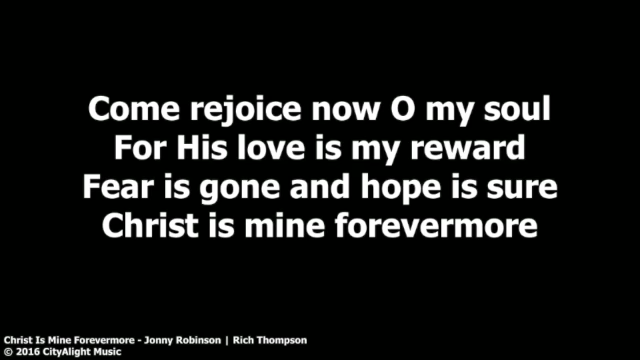 Come rejoice now O my soul
For His love is my reward
Fear is gone and hope is sure
Christ is mine forevermore
Christ Is Mine Forevermore - Jonny Robinson | Rich Thompson
© 2016 CityAlight Music